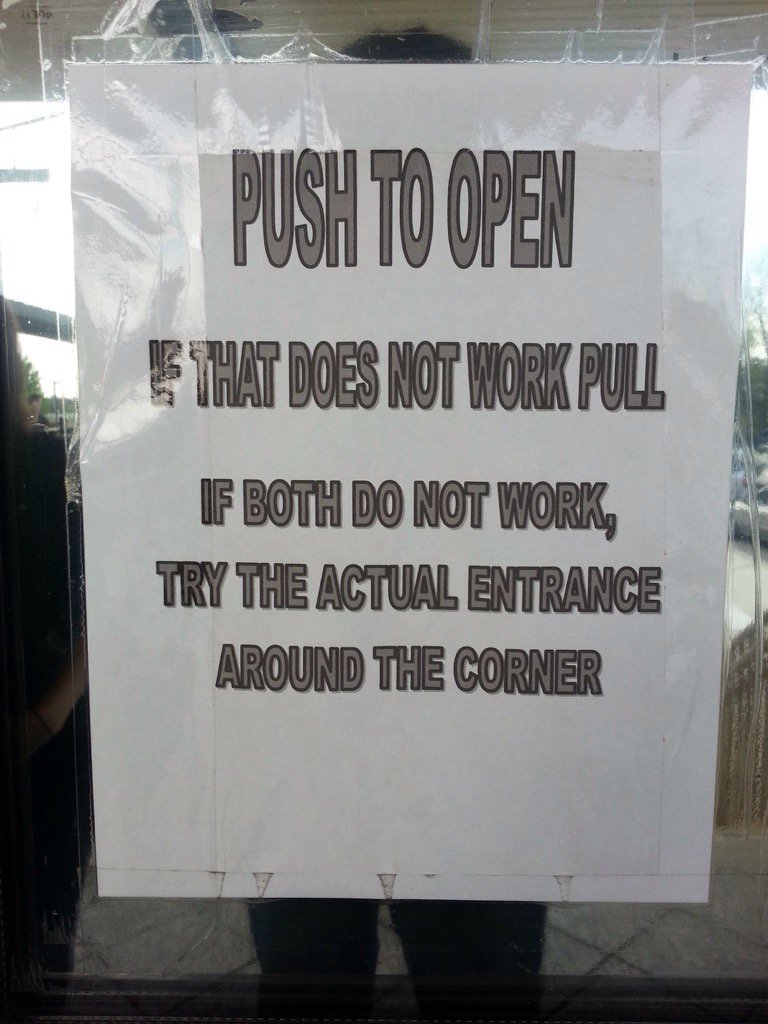 PUSH TO OPEN
IF THAT DOES NOT WORK PULL
IF BOTH DO NOT WORK,
TRY THE ACTUAL ENTRANCE
AROUND THE CORNER